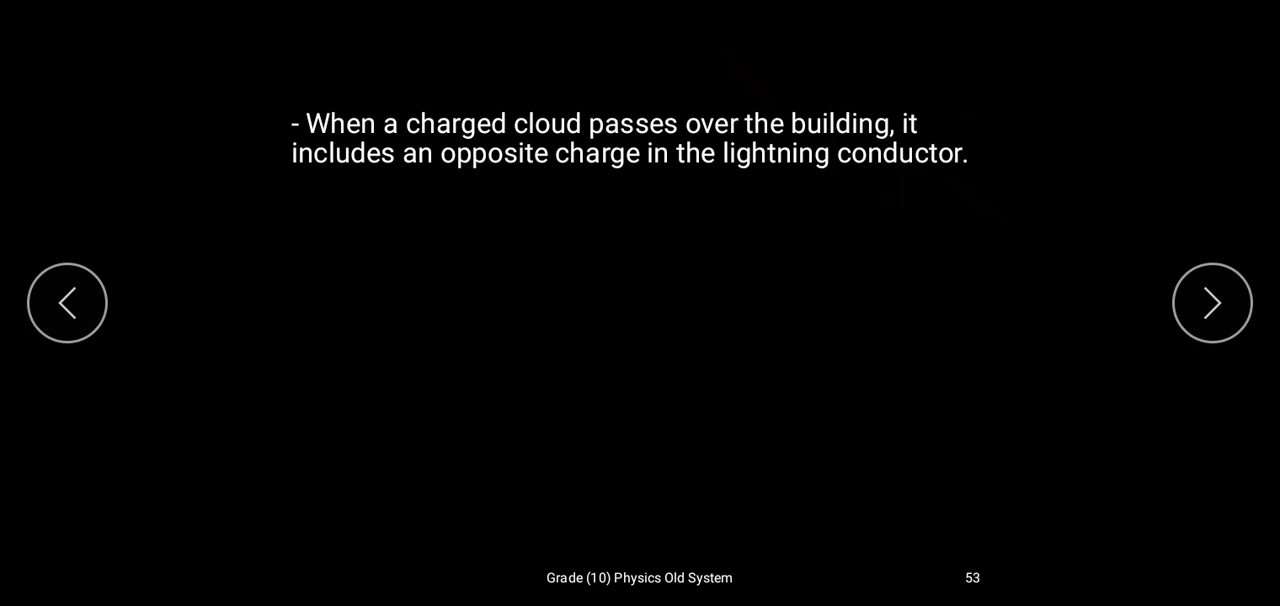 - When a charged cloud passes over the building, it
includes an opposite charge in the lightning conductor.
Grade (10) Physics Old System
53